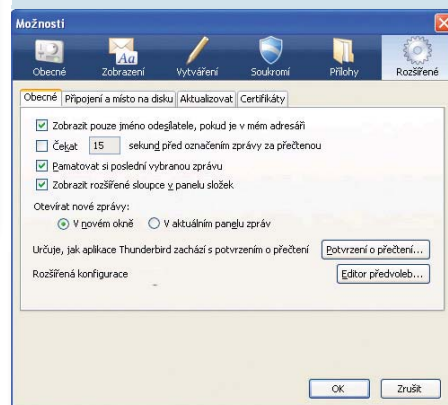 Možnosti
Aa
Obecné Zobrazení Vytváření Soukromí Přílohy Rozšířené
Obecné Připojení a místo na disku Aktualizovat Certifikáty
Zobrazit pouze jméno odesílatele, pokud je v mém adresáři
Čekat 15 sekund před označením zprávy za přečtenou
Pamatovat si poslední vybranou zprávu
Zobrazit rozšířené sloupce v panelu složek
Otevírat nové zprávy:
V novém okně V aktuálním panelu zpráv
Určuje, jak aplikace Thunderbird zachází s potvrzením o přečtení Potvrzení o přečtení...
Rozšířená konfigurace Editor předvoleb...
OK Zrušit